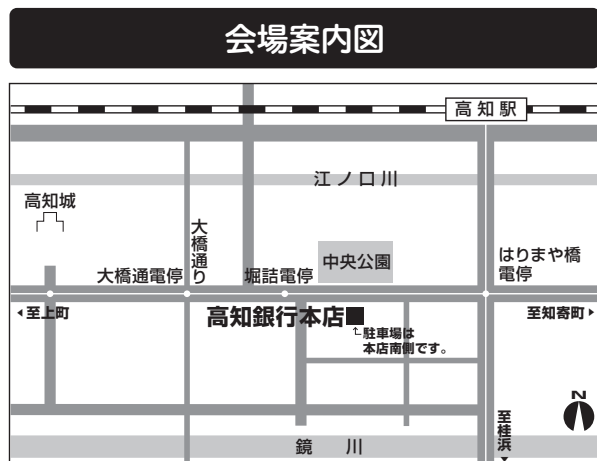 会場案内図
高知駅
江ノ口川
高知城
大橋通り
中央公園
はりまや橋
電停
大橋通電停
堀詰電停
至上町
高知銀行本店
至知寄町
駐車場は
本店南側です。
N
至桂浜
鏡 川